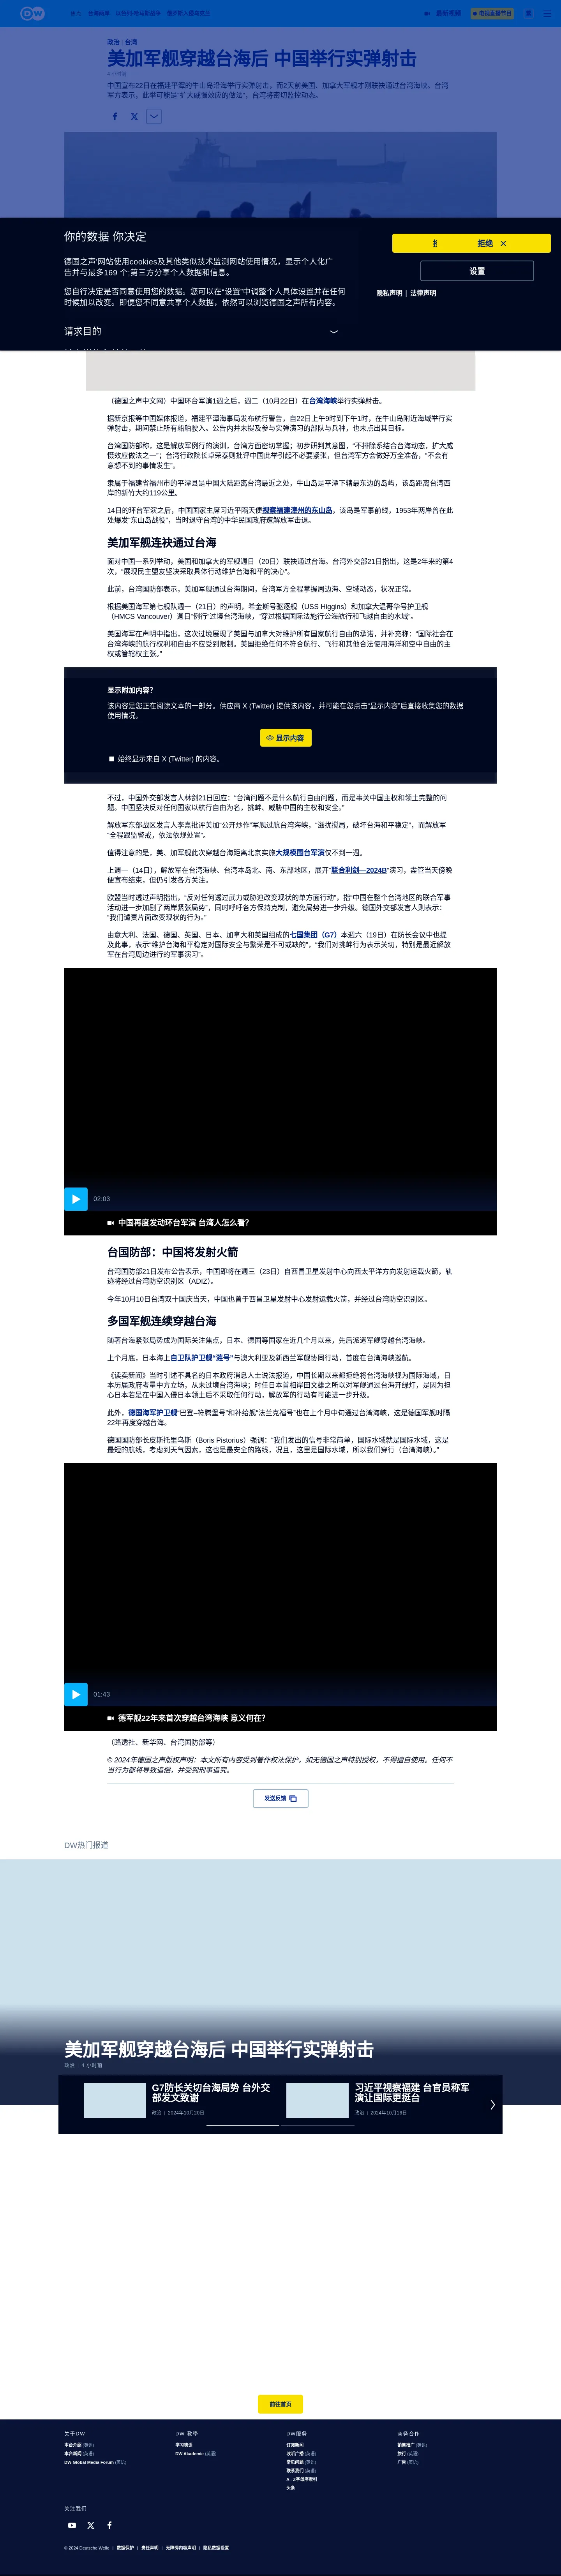 DW
焦点 台海局势 以色列·哈马斯战争 俄罗斯入侵乌克兰
最新视频
电视直播节目
政治 | 台湾
美加军舰穿越台海后 中国举行实弹射击
4 小时前
中国宣布22日在福建平潭的牛山岛沿海举行实弹射击，而2天前美国、加拿大军舰才刚联袂通过台湾海峡。台湾
军方表示，此举可能是“扩大威慑效应的做法”，台湾将密切监控动态。
你的数据 你决定
德国之声网站使用cookies及其他类似技术监测网站使用情况，显示个人化广
告并与最多169 个;第三方分享个人数据和信息。
您自行决定是否同意使用您的数据。您可以在“设置”中调整个人具体设置并在任何
时候加以改变。即使您不同意共享个人数据，依然可以浏览德国之声所有内容。
请求目的
拒绝
设置
隐私声明 | 法律声明
（德国之声中文网）中国环台军演1週之后，週二（10月22日）在台湾海峡举行实弹射击。
据新京报等中国媒体报道，福建平潭海事局发布航行警告，自22日上午9时到下午1时，在牛山岛附近海域举行实
弹射击，期间禁止所有船舶驶入。公告内并未提及参与实弹演习的部队与兵种，也未点出其目标。
台湾国防部称，这是解放军例行的演训，台湾方面密切掌握；初步研判其意图，“不排除系结合台海动态，扩大威
慑效应做法之一”；台湾行政院长卓荣泰则批评中国此举引起不必要紧张，但台湾军方会做好万全准备，“不会有
意想不到的事情发生”。
隶属于福建省福州市的平潭县是中国大陆距离台湾最近之处，牛山岛是平潭下辖最东边的岛屿，该岛距离台湾西
岸的新竹大约119公里。
14日的环台军演之后，中国国家主席习近平隔天便视察福建漳州的东山岛，该岛是军事前线，1953年两岸曾在此
处爆发“东山岛战役”，当时退守台湾的中华民国政府遭解放军击退。
美加军舰连袂通过台海
面对中国一系列举动，美国和加拿大的军舰週日（20日）联袂通过台海。台湾外交部21日指出，这是2年来的第4
次，“展现民主盟友坚决采取具体行动维护台海和平的决心”。
此前，台湾国防部表示，美加军舰通过台海期间，台湾军方全程掌握周边海、空域动态，状况正常。
根据美国海军第七舰队週一（21日）的声明，希金斯号驱逐舰（USS Higgins）和加拿大温哥华号护卫舰
（HMCS Vancouver）週日“例行”过境台湾海峡，“穿过根据国际法施行公海航行和飞越自由的水域”。
美国海军在声明中指出，这次过境展现了美国与加拿大对维护所有国家航行自由的承诺，并补充称：“国际社会在
台湾海峡的航行权利和自由不应受到限制。美国拒绝任何不符合航行、飞行和其他合法使用海洋和空中自由的主
权或管辖权主张。”
显示附加内容？
该内容是您正在阅读文本的一部分，供应商 X (Twitter) 提供该内容，并可能在您点击“显示内容”后直接收集您的数据
使用情况。
显示内容
始终显示来自 X (Twitter) 的内容。
不过，中国外交部发言人林剑21日回应：“台湾问题不是什么航行自由问题，而是事关中国主权和领土完整的问
题。中国坚决反对任何国家以航行自由为名，挑衅、威胁中国的主权和安全。”
解放军东部战区发言人李熹批评美加“公开炒作”军舰过航台湾海峡，“滋扰搅局，破坏台海和平稳定”，而解放军
“全程跟监警戒，依法依规处置”。
值得注意的是，美、加军舰此次穿越台海距离北京实施大规模围台军演仅不到一週。
上週一（14日），解放军在台湾海峡、台湾本岛北、南、东部地区，展开“联合利剑—2024B”演习，盡管当天傍晚
便宣布结束，但仍引发各方关注。
欧盟当时透过声明指出，“反对任何透过武力或胁迫改变现状的单方面行动”，指“中国在整个台湾地区的联合军事
活动进一步加剧了两岸紧张局势”，同时呼吁各方保持克制，避免局势进一步升级。德国外交部发言人则表示：
“我们谴责片面改变现状的行为。”
由意大利、法国、德国、英国、日本、加拿大和美国组成的七国集团（G7）本週六（19日）在防长会议中也提
及此事，表示“维护台海和平稳定对国际安全与繁荣是不可或缺的”，“我们对挑衅行为表示关切，特别是最近解放
军在台湾周边进行的军事演习”。
02:03
中国再度发动环台军演 台湾人怎么看？
台国防部：中国将发射火箭
台湾国防部21日发布公告表示，中国即将在週三（23日）自西昌卫星发射中心向西太平洋方向发射运载火箭，轨
迹将经过台湾防空识别区（ADIZ）。
今年10月10日台湾双十国庆当天，中国也曾于西昌卫星发射中心发射运载火箭，并经过台湾防空识别区。
多国军舰连续穿越台海
随著台海紧张局势成为国际关注焦点，日本、德国等国家在近几个月以来，先后派遣军舰穿越台湾海峡。
上个月底，日本海上自卫队护卫舰“涟号”与澳大利亚及新西兰军舰协同行动，首度在台湾海峡巡航。
《读卖新闻》当时引述不具名的日本政府消息人士说法报道，中国长期以来都拒绝将台湾海峡视为国际海域，日
本历届政府考量中方立场，从未过境台湾海峡；时任日本首相岸田文雄之所以对军舰通过台海开绿灯，是因为担
心日本若是在中国入侵日本领土后不采取任何行动，解放军的行动有可能进一步升级。
此外，德国海军护卫舰“巴登–符腾堡号”和补给舰“法兰克福号”也在上个月中旬通过台湾海峡，这是德国军舰时隔
22年再度穿越台海。
德国国防部长皮斯托里乌斯（Boris Pistorius）强调：“我们发出的信号非常简单，国际水域就是国际水域，这是
最短的航线，考虑到天气因素，这也是最安全的路线，况且，这里是国际水域，所以我们穿行（台湾海峡）。”
01:43
德军舰22年来首次穿越台湾海峡 意义何在？
（路透社、新华网、台湾国防部等）
© 2024年德国之声版权声明：本文所有内容受到著作权法保护，如无德国之声特别授权，不得擅自使用。任何不
当行为都将导致追偿，并受到刑事追究。
发送反馈
DW热门报道
美加军舰穿越台海后 中国举行实弹射击
政治 | 4 小时前
G7防长关切台海局势 台外交
部发文致谢
政治 | 2024年10月20日
习近平视察福建 台官员称军
演让国际更挺台
政治 | 2024年10月18日
前往首页
关于DW
本台介绍 (英语)
本台新闻 (英语)
DW Global Media Forum (英语)
DW 教学
学习德语
DW Akademie (英语)
DW服务
订阅新闻
收听广播 (英语)
常见问题 (英语)
联系我们 (英语)
A - Z字母序索引
头条
商务合作
销售推广 (英语)
旅行 (英语)
广告 (英语)
关注我们
© 2024 Deutsche Welle | 数据保护 | 责任声明 | 无障碍内容声明 | 隐私数据设置